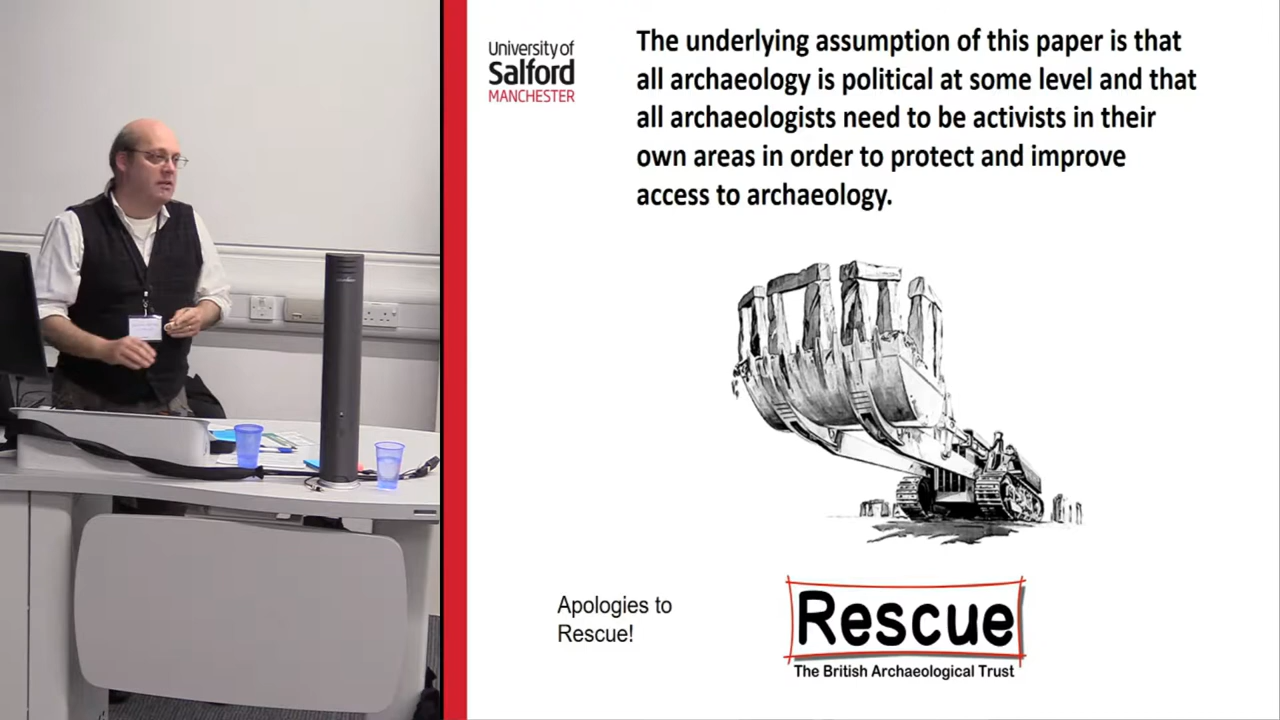 University of
Salford
MANCHESTER
The underlying assumption of this paper is that
all archaeology is political at some level and that
all archaeologists need to be activists in their
own areas in order to protect and improve
access to archaeology.
Apologies to
Rescue!
Rescue
The British Archaeological Trust